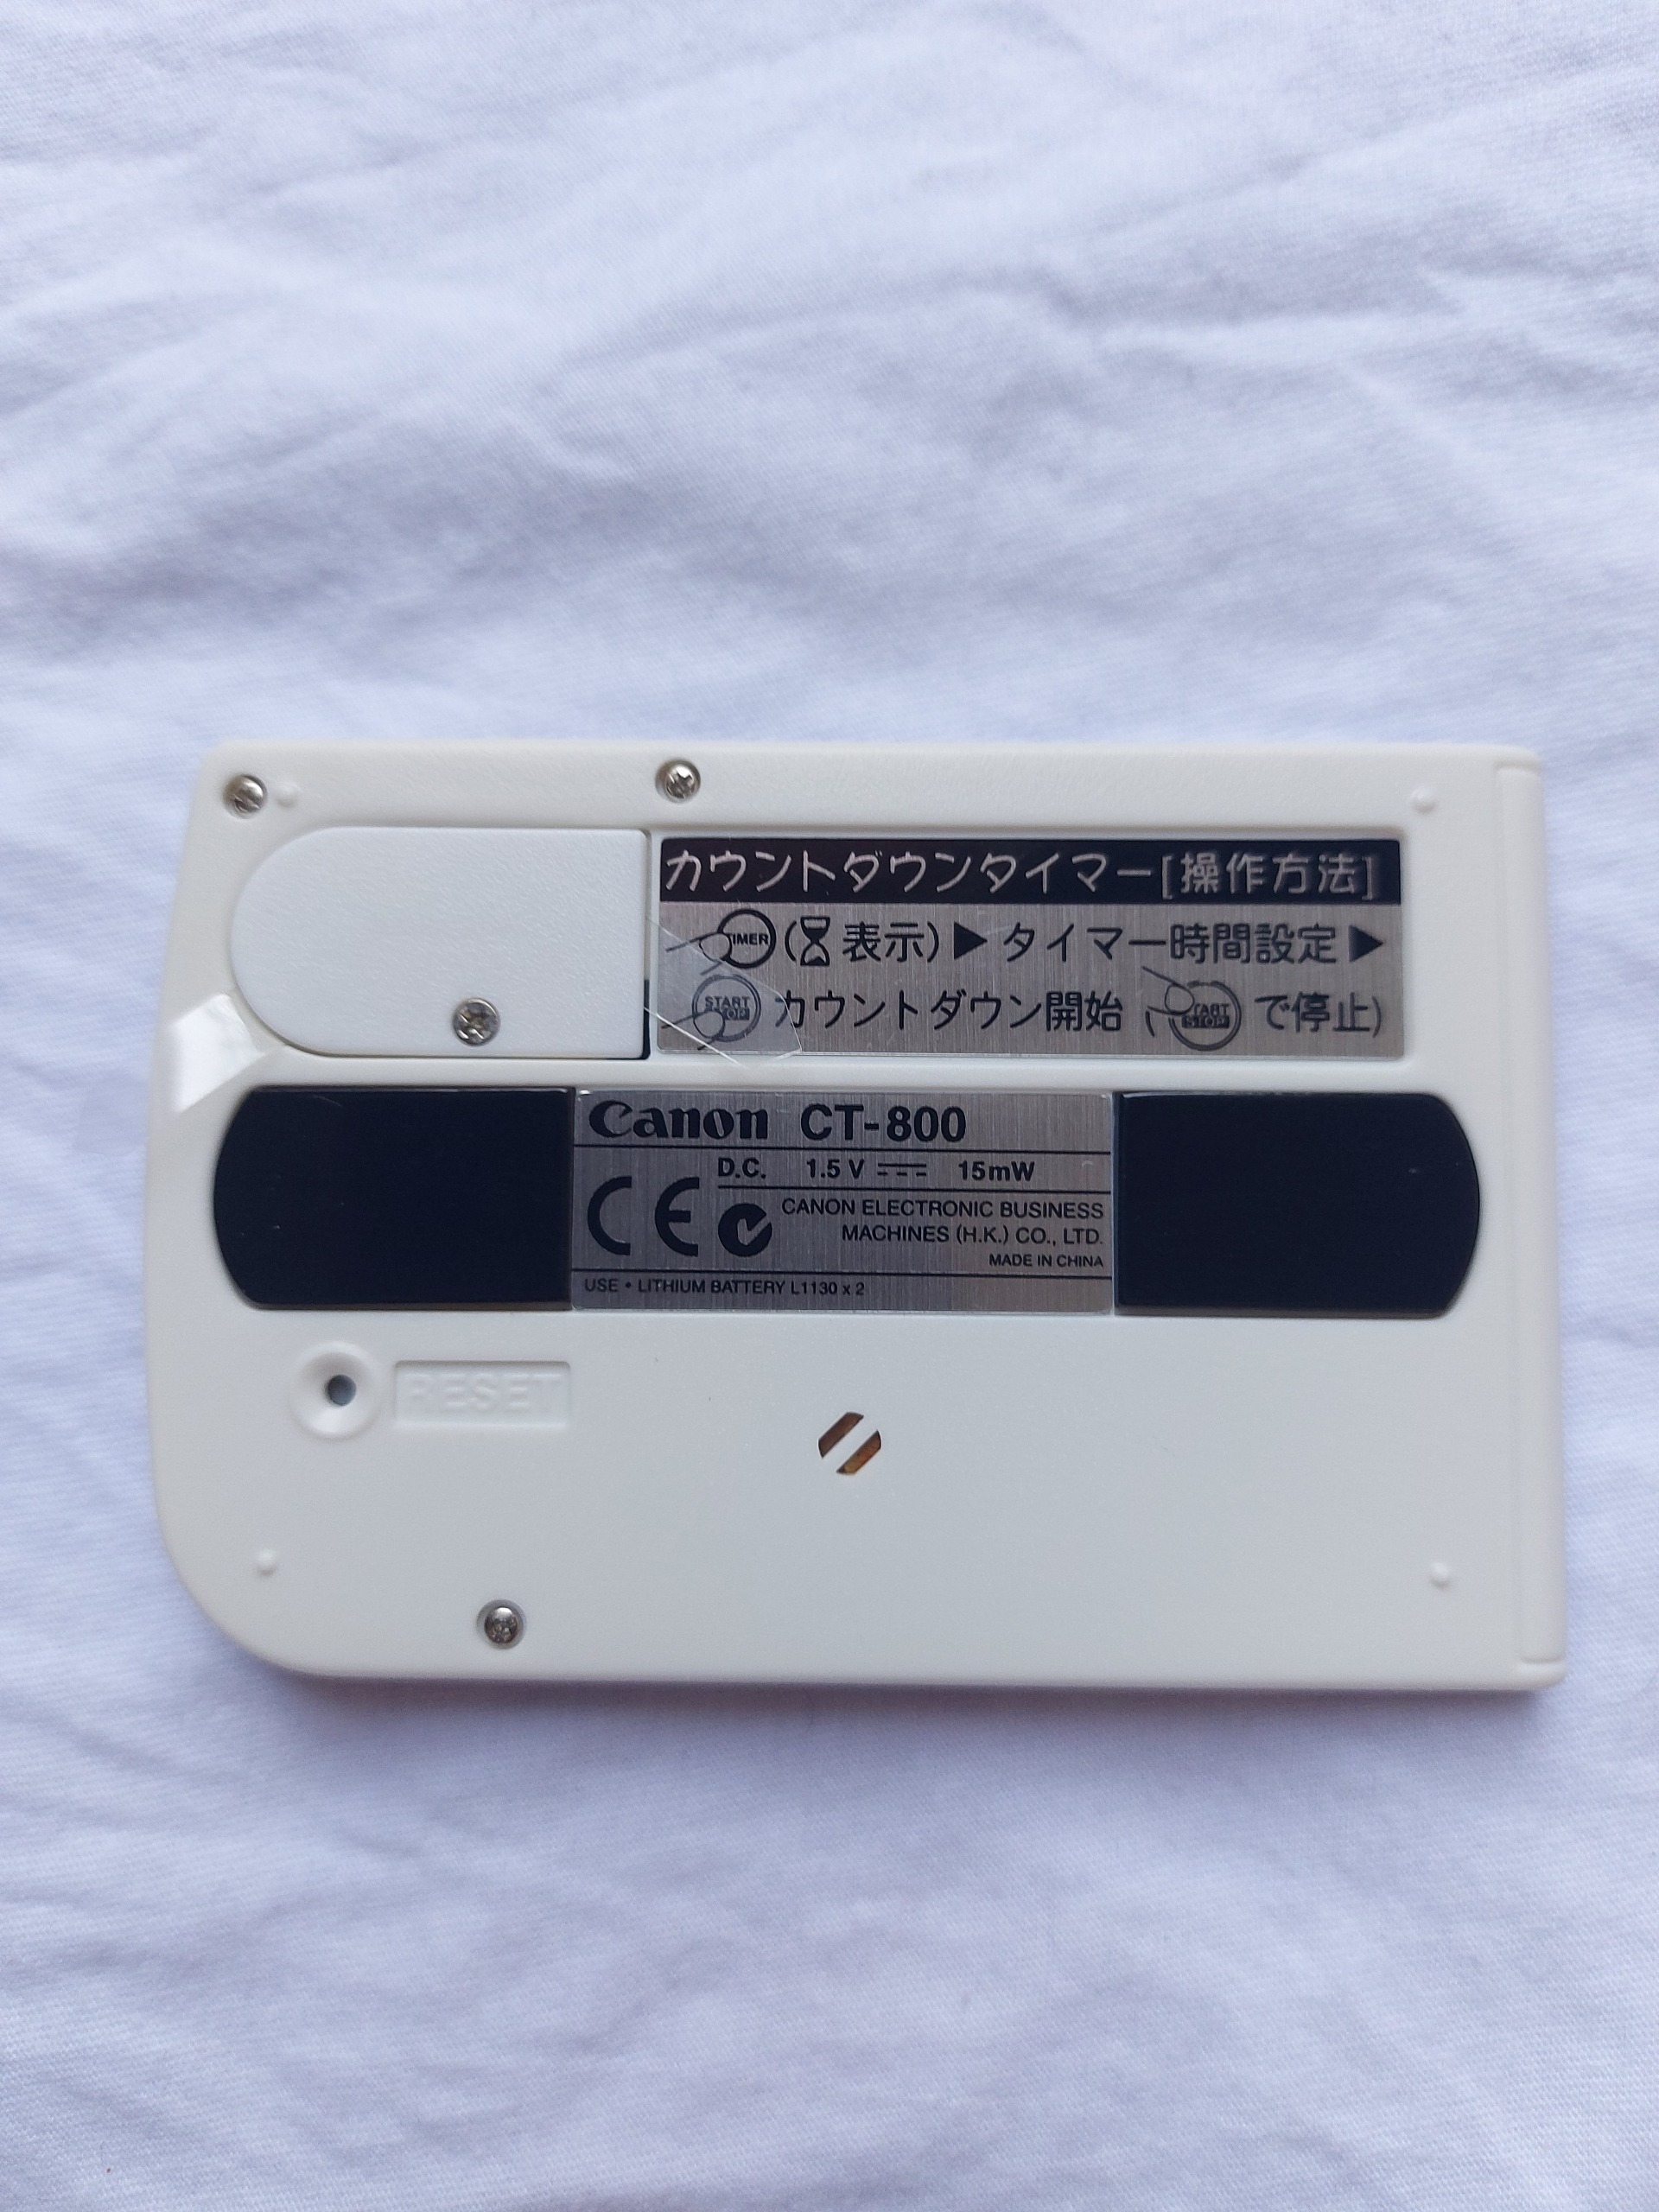 カウントダウンタイマー[操作方法]
TIMER (表示) ▶ タイマー時間設定 ▶
START STOP カウントダウン開始 (START STOP で停止)
Canon CT-800
D.C. 1.5 V 15mW
CE
CANON ELECTRONIC BUSINESS
MACHINES (H.K.) CO., LTD.
MADE IN CHINA
USE • LITHIUM BATTERY L1130 x 2
RESET